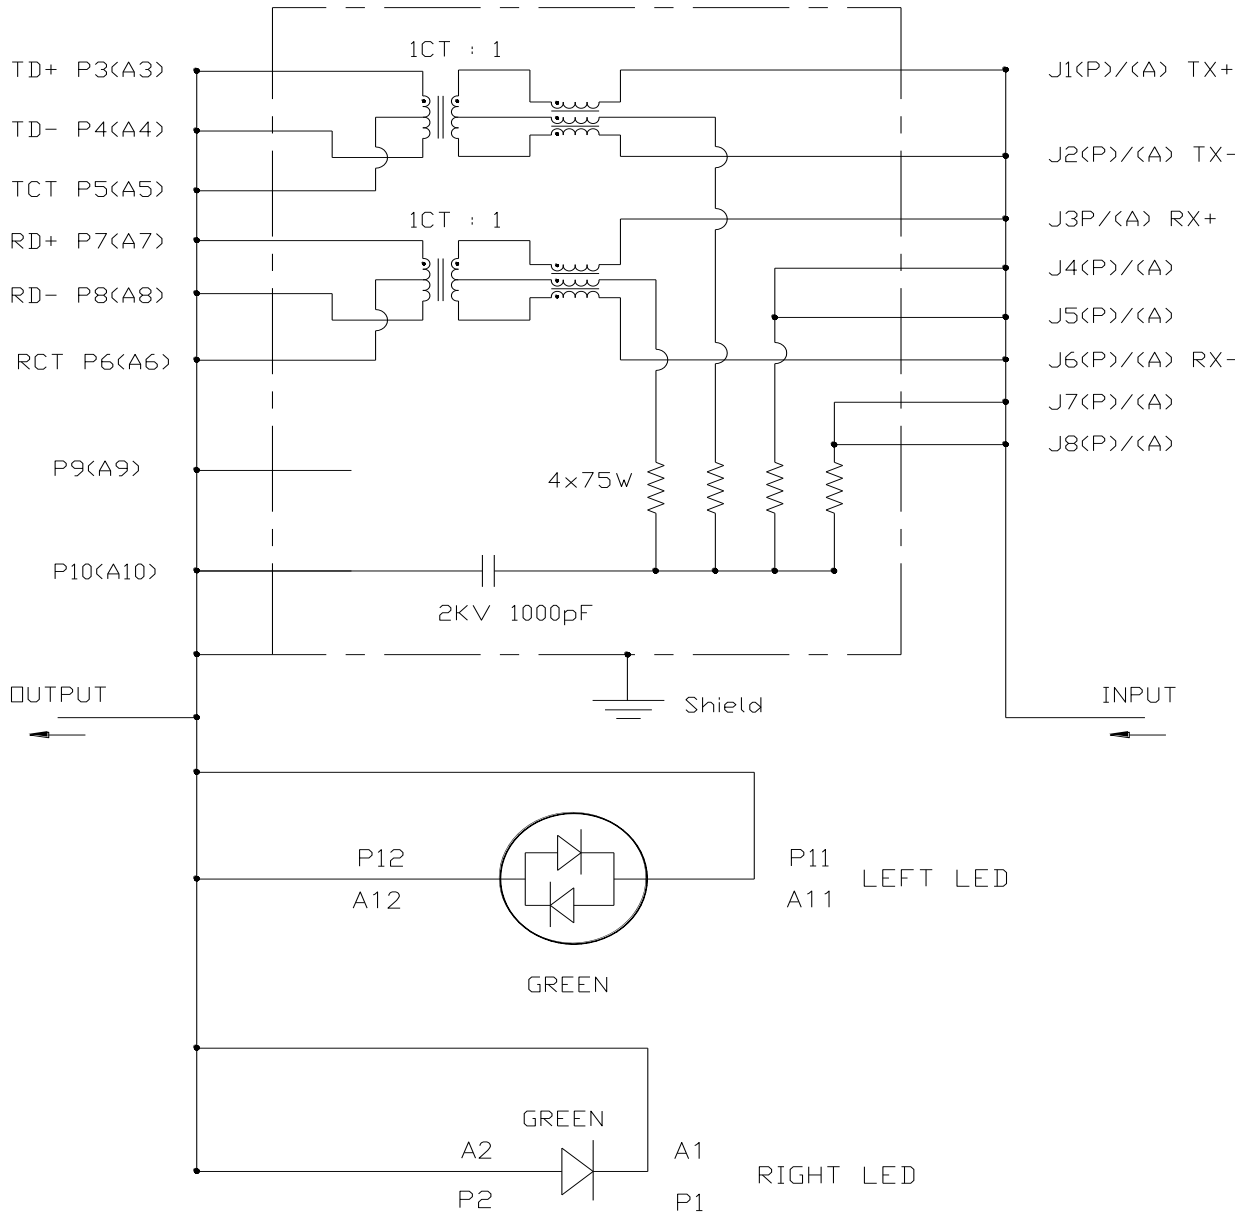 1CT : 1
TD+ P3(A3)
J1(P)/(A) TX+
TD- P4(A4)
J2(P)/(A) TX-
TCT P5(A5)
1CT : 1
J3P/(A) RX+
RD+ P7(A7)
J4(P)/(A)
RD- P8(A8)
J5(P)/(A)
RCT P6(A6)
J6(P)/(A) RX-
J7(P)/(A)
J8(P)/(A)
P9(A9)
4x75W
P10(A10)
2KV 1000pF
OUTPUT
Shield
INPUT
P12
P11
A12
A11
LEFT LED
GREEN
GREEN
A2
A1
RIGHT LED
P2
P1